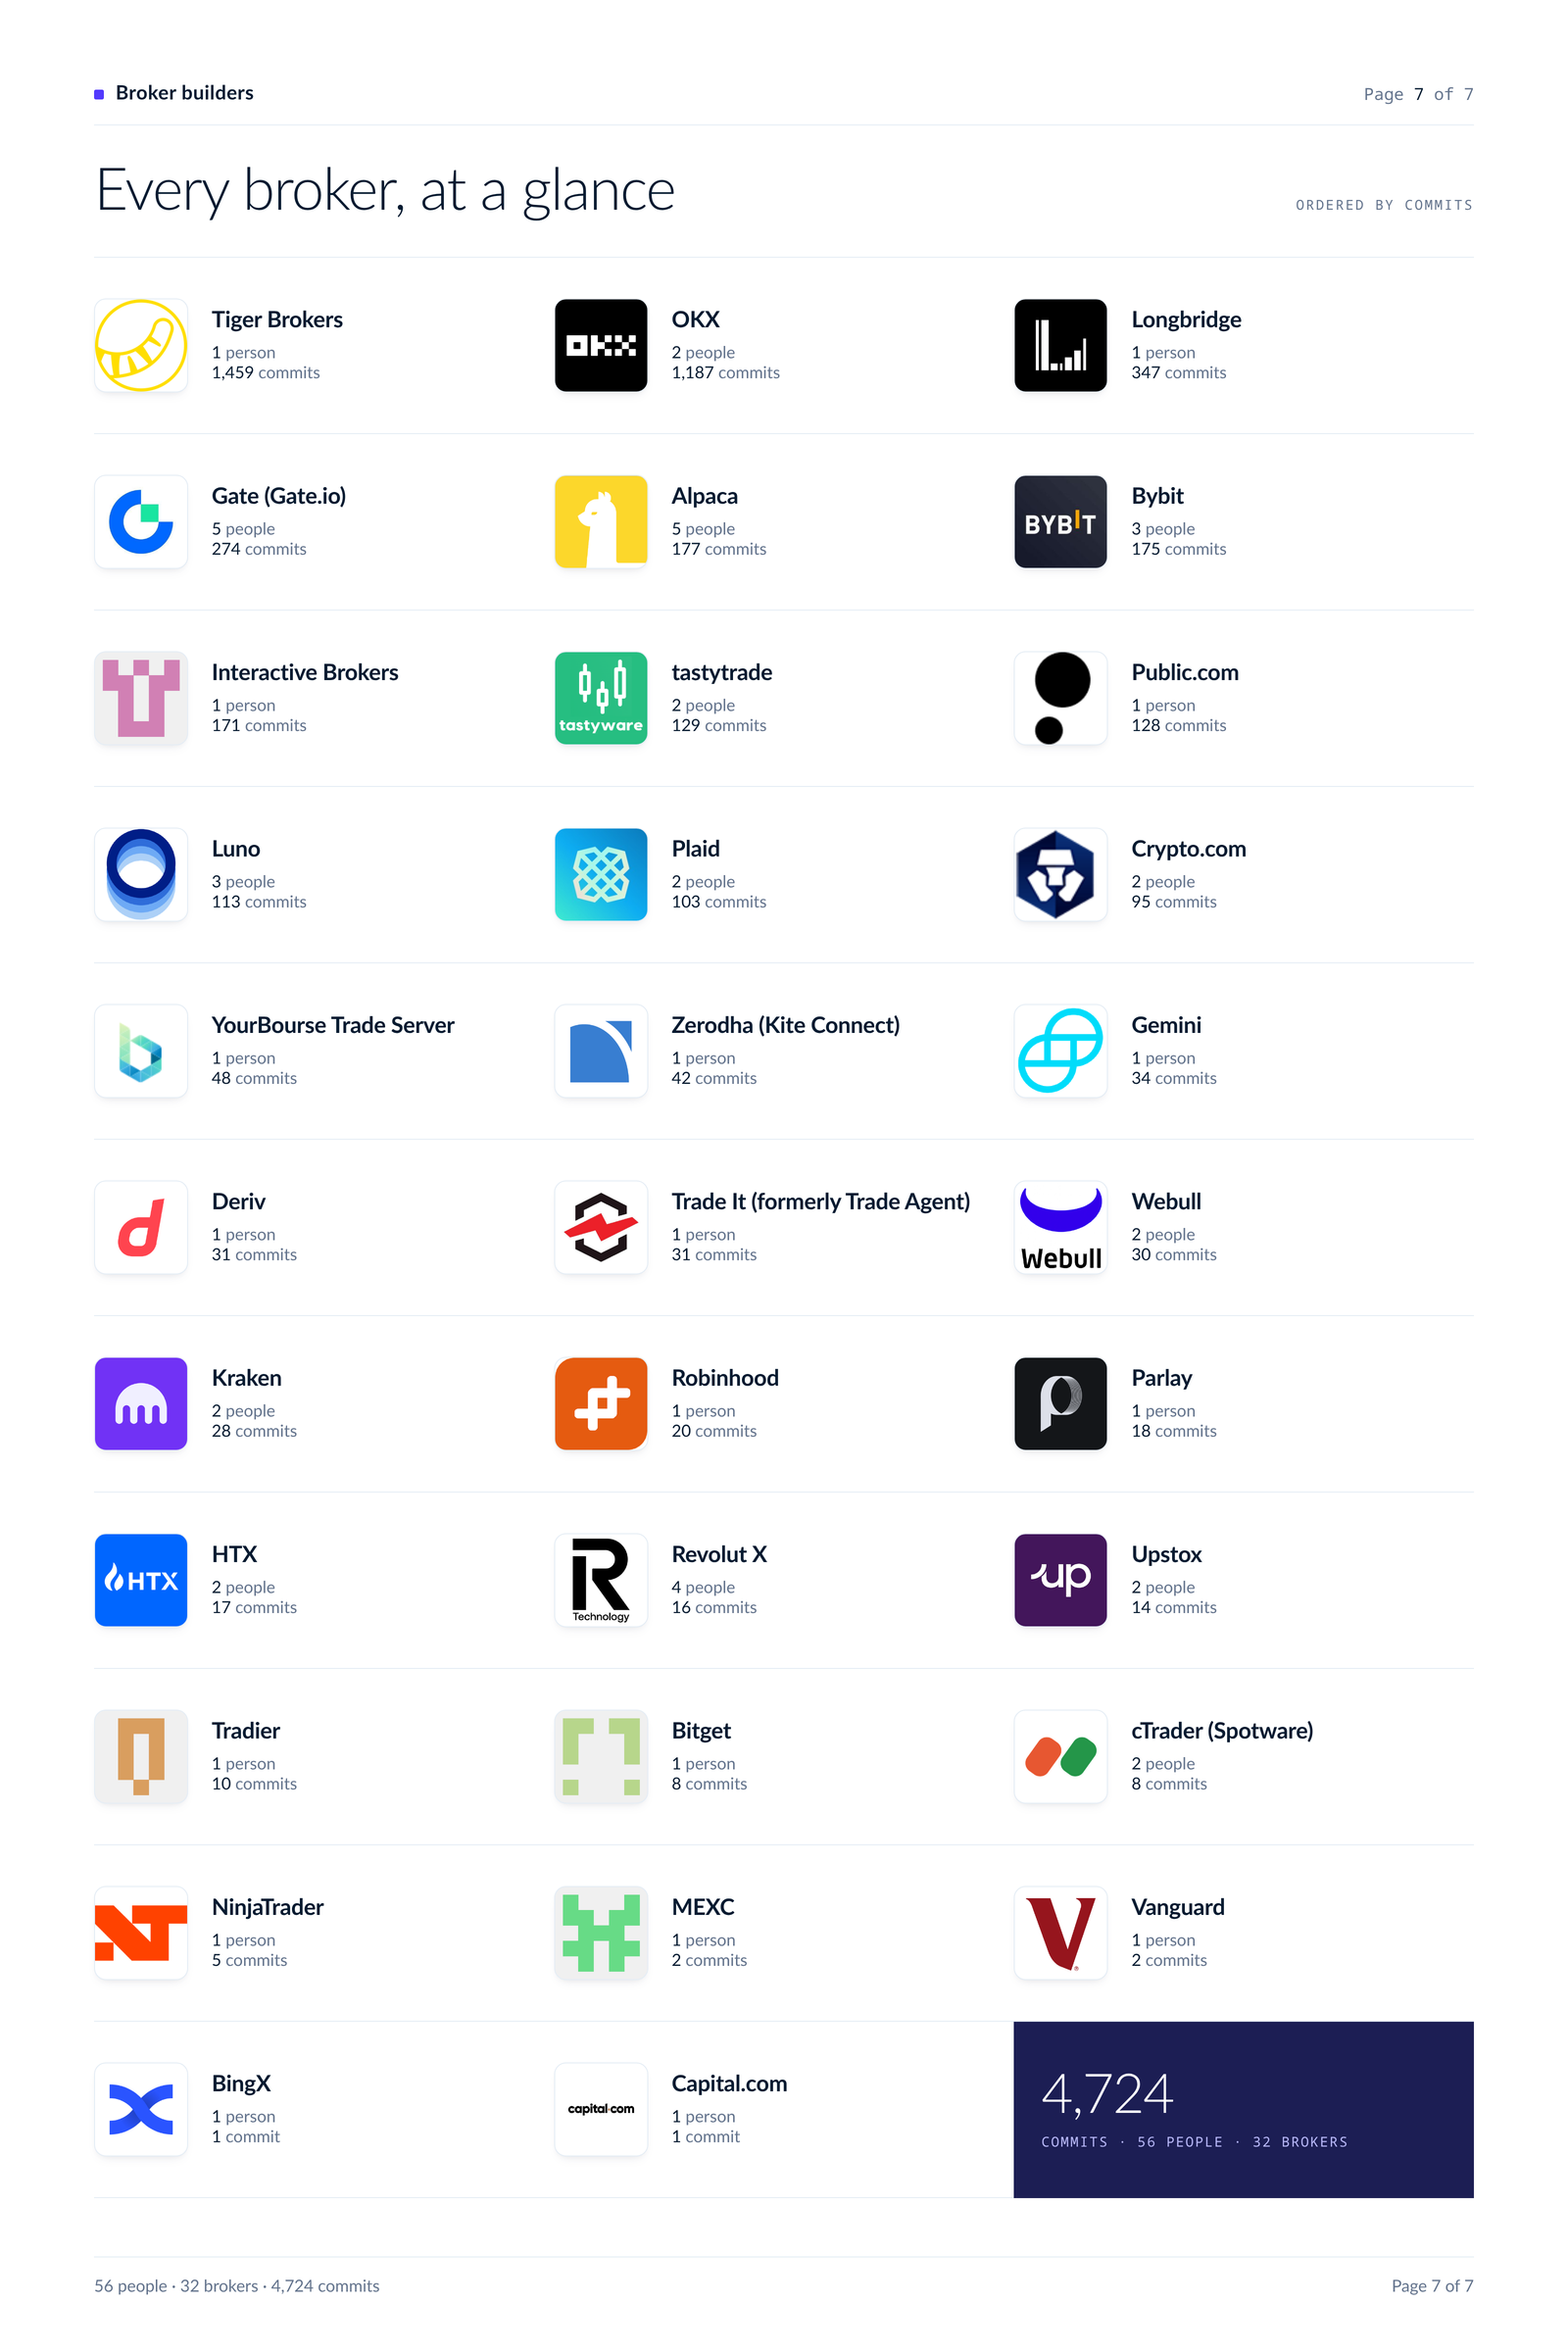 Broker builders
Page 7 of 7
Every broker, at a glance
ORDERED BY COMMITS
Tiger Brokers
1 person
1,459 commits
OKX
OKX
2 people
1,187 commits
Longbridge
1 person
347 commits
Gate (Gate.io)
5 people
274 commits
Alpaca
5 people
177 commits
BYBIT
Bybit
3 people
175 commits
Interactive Brokers
1 person
171 commits
tastyware
tastytrade
2 people
129 commits
Public.com
1 person
128 commits
Luno
3 people
113 commits
Plaid
2 people
103 commits
Crypto.com
2 people
95 commits
YourBourse Trade Server
1 person
48 commits
Zerodha (Kite Connect)
1 person
42 commits
Gemini
1 person
34 commits
Deriv
1 person
31 commits
Trade It (formerly Trade Agent)
1 person
31 commits
Webull
Webull
2 people
30 commits
Kraken
2 people
28 commits
Robinhood
1 person
20 commits
Parlay
1 person
18 commits
HTX
HTX
2 people
17 commits
R
Technology
Revolut X
4 people
16 commits
up
Upstox
2 people
14 commits
Tradier
1 person
10 commits
Bitget
1 person
8 commits
cTrader (Spotware)
2 people
8 commits
NinjaTrader
1 person
5 commits
MEXC
1 person
2 commits
V
Vanguard
1 person
2 commits
BingX
1 person
1 commit
capital.com
Capital.com
1 person
1 commit
4,724
COMMITS · 56 PEOPLE · 32 BROKERS
56 people · 32 brokers · 4,724 commits
Page 7 of 7